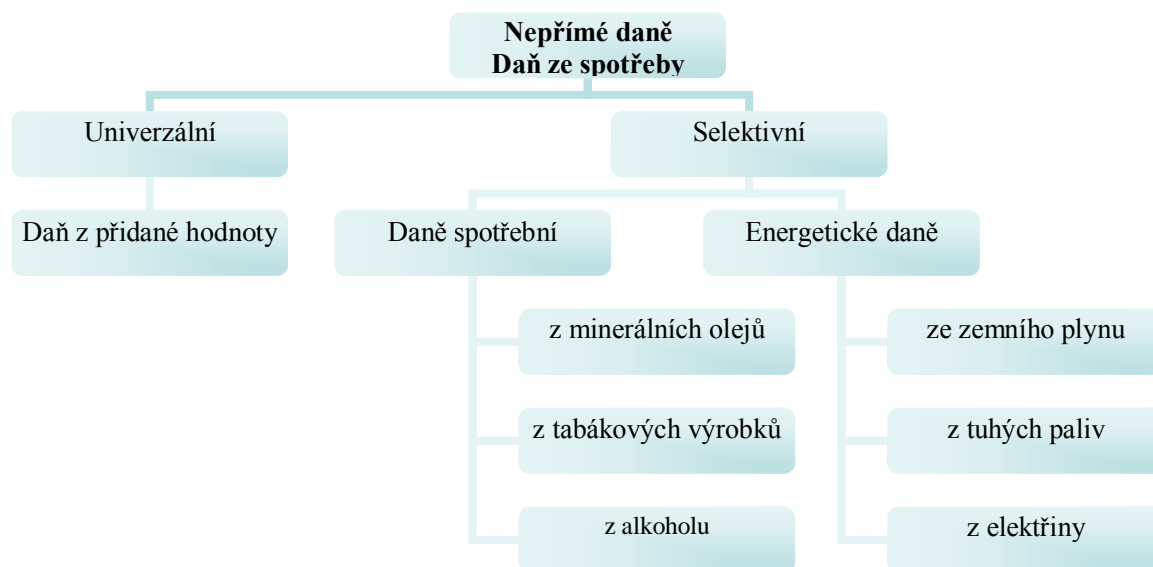 Nepřímé daně
Daň ze spotřeby
Univerzální
Selektivní
Daň z přidané hodnoty
Daně spotřební
Energetické daně
z minerálních olejů
ze zemního plynu
z tabákových výrobků
z tuhých paliv
z alkoholu
z elektřiny